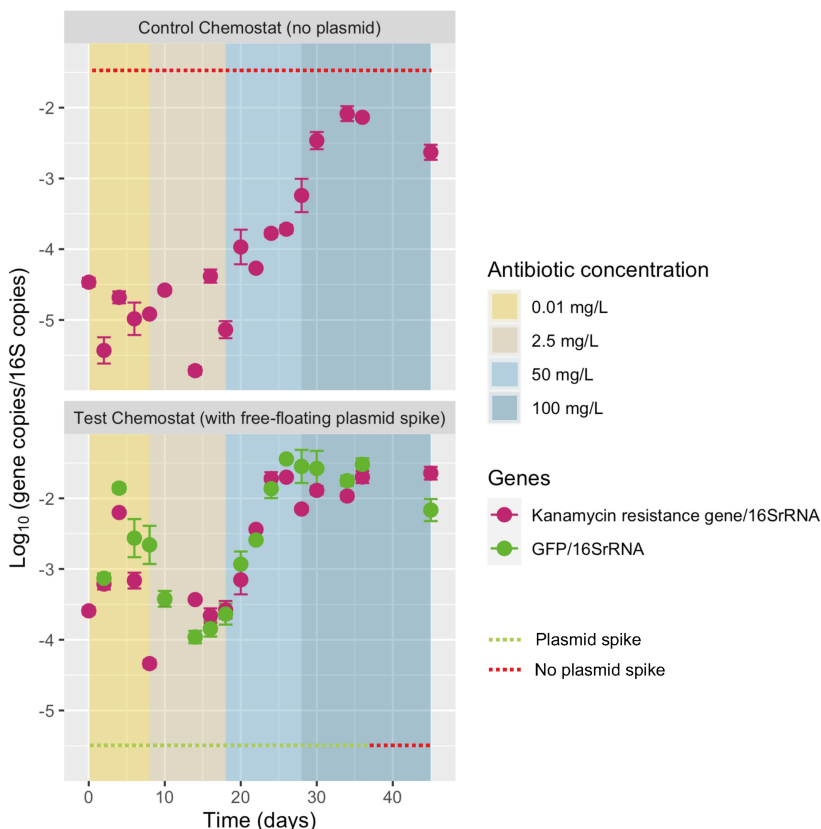 Control Chemostat (no plasmid)
-2
-3
-4
-5
Test Chemostat (with free-floating plasmid spike)
-2
-3
-4
-5
0
10
20
30
40
Time (days)
Log10 (gene copies/16S copies)
Antibiotic concentration
0.01 mg/L
2.5 mg/L
50 mg/L
100 mg/L
Genes
Kanamycin resistance gene/16SrRNA
GFP/16SrRNA
Plasmid spike
No plasmid spike